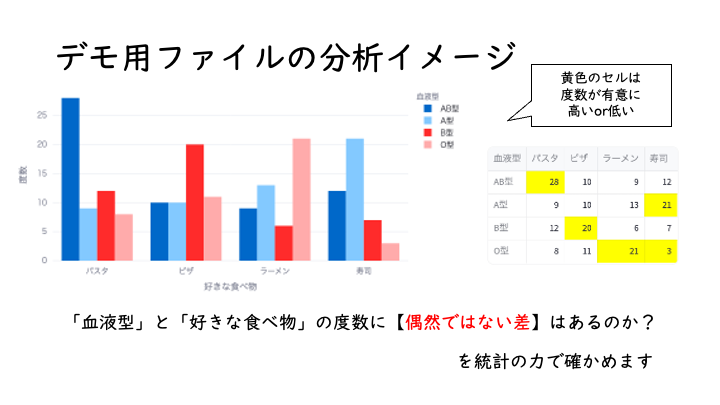 デモ用ファイルの分析イメージ
黄色のセルは
度数が有意に
高いor低い
血液型
AB型
A型
B型
O型
度数
25
20
15
10
5
0
パスタ
ピザ
ラーメン
寿司
好きな食べ物
血液型 パスタ ピザ ラーメン 寿司
AB型 28 10 9 12
A型 9 10 13 21
B型 12 20 6 7
O型 8 11 21 3
「血液型」と「好きな食べ物」の度数に【偶然ではない差】はあるのか？
を統計の力で確かめます